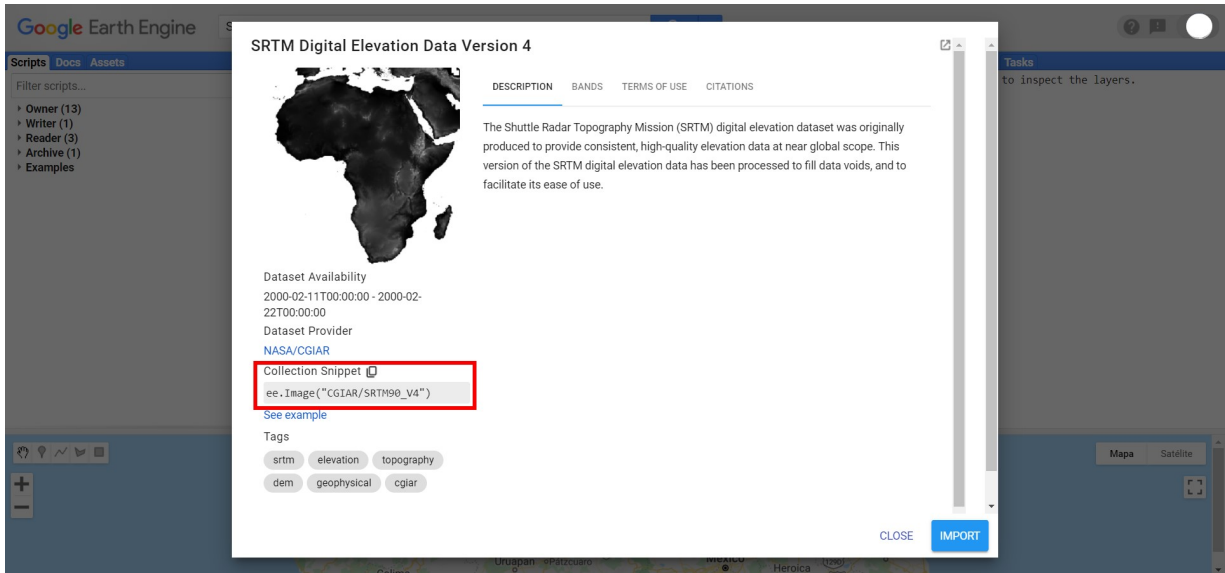 Google Earth Engine
S
SRTM Digital Elevation Data Version 4
Scripts Docs Assets
Tasks
Filter scripts...
to inspect the layers.
Owner (13)
Writer (1)
Reader (3)
Archive (1)
Examples
DESCRIPTION BANDS TERMS OF USE CITATIONS
The Shuttle Radar Topography Mission (SRTM) digital elevation dataset was originally
produced to provide consistent, high-quality elevation data at near global scope. This
version of the SRTM digital elevation data has been processed to fill data voids, and to
facilitate its ease of use.
Dataset Availability
2000-02-11T00:00:00 - 2000-02-
22T00:00:00
Dataset Provider
NASA/CGIAR
Collection Snippet
ee.Image("CGIAR/SRTM90_V4")
See example
Tags
srtm elevation topography
dem geophysical cgiar
Mapa Satélite
CLOSE IMPORT
Uruapan Pátzcuaro
Heroica